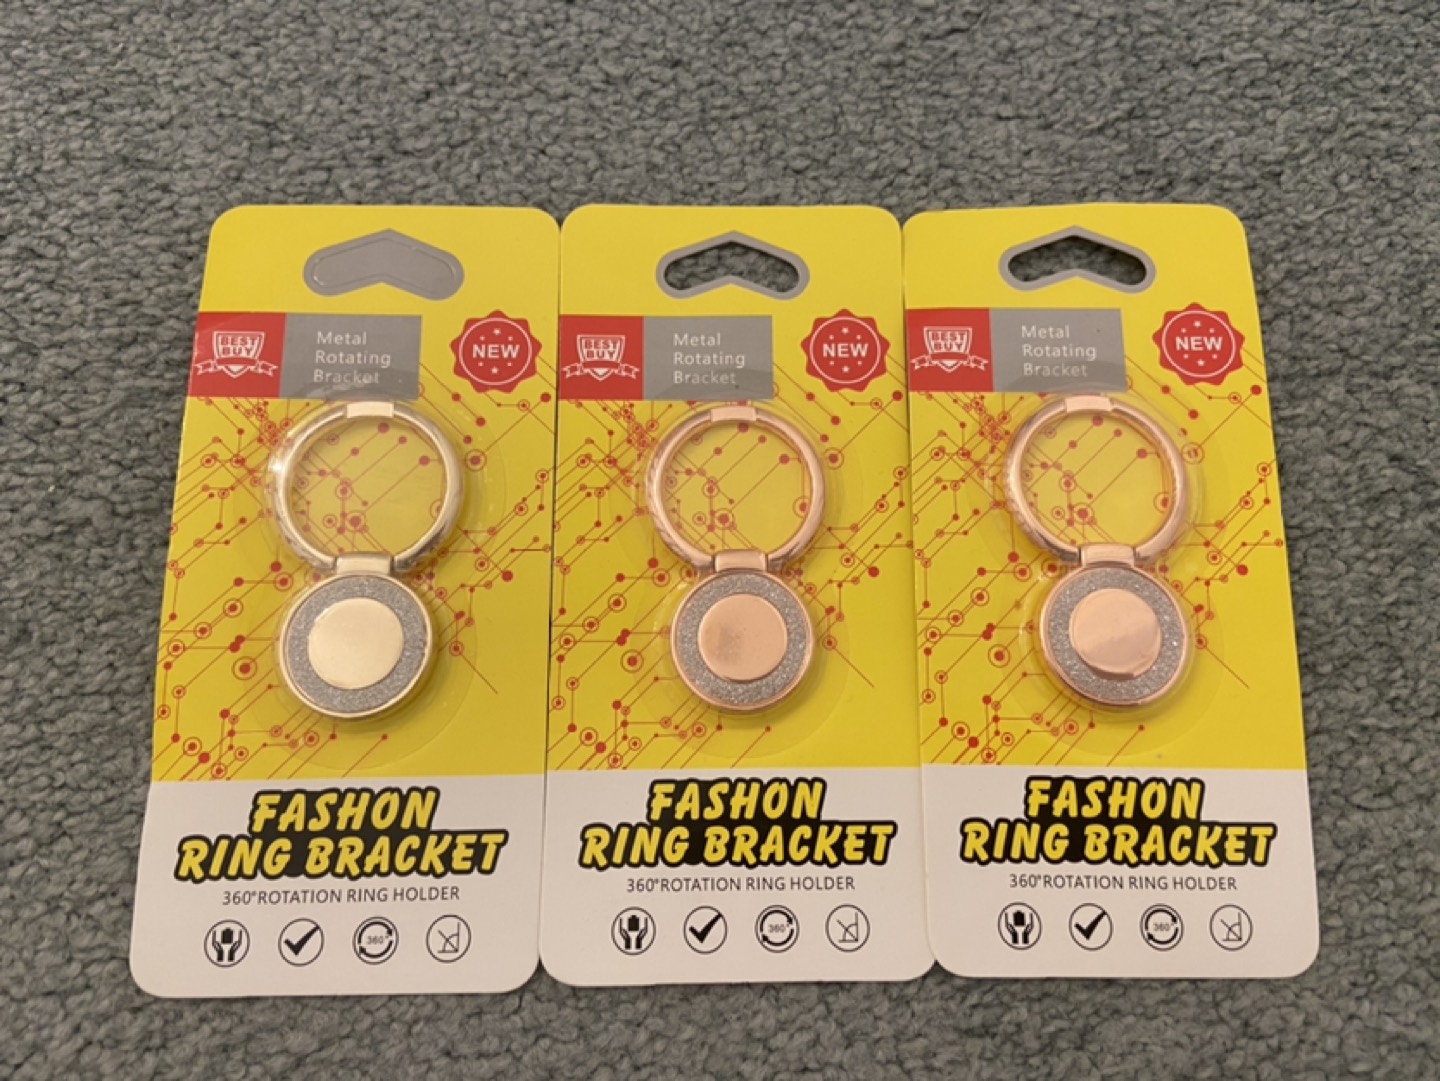 BEST
BUY
Metal
Rotating
Bracket
NEW
FASHON
RING BRACKET
360°ROTATION RING HOLDER
360°
BEST
BUY
Metal
Rotating
Bracket
NEW
FASHON
RING BRACKET
360°ROTATION RING HOLDER
360°
BEST
BUY
Metal
Rotating
Bracket
NEW
FASHON
RING BRACKET
360°ROTATION RING HOLDER
360°